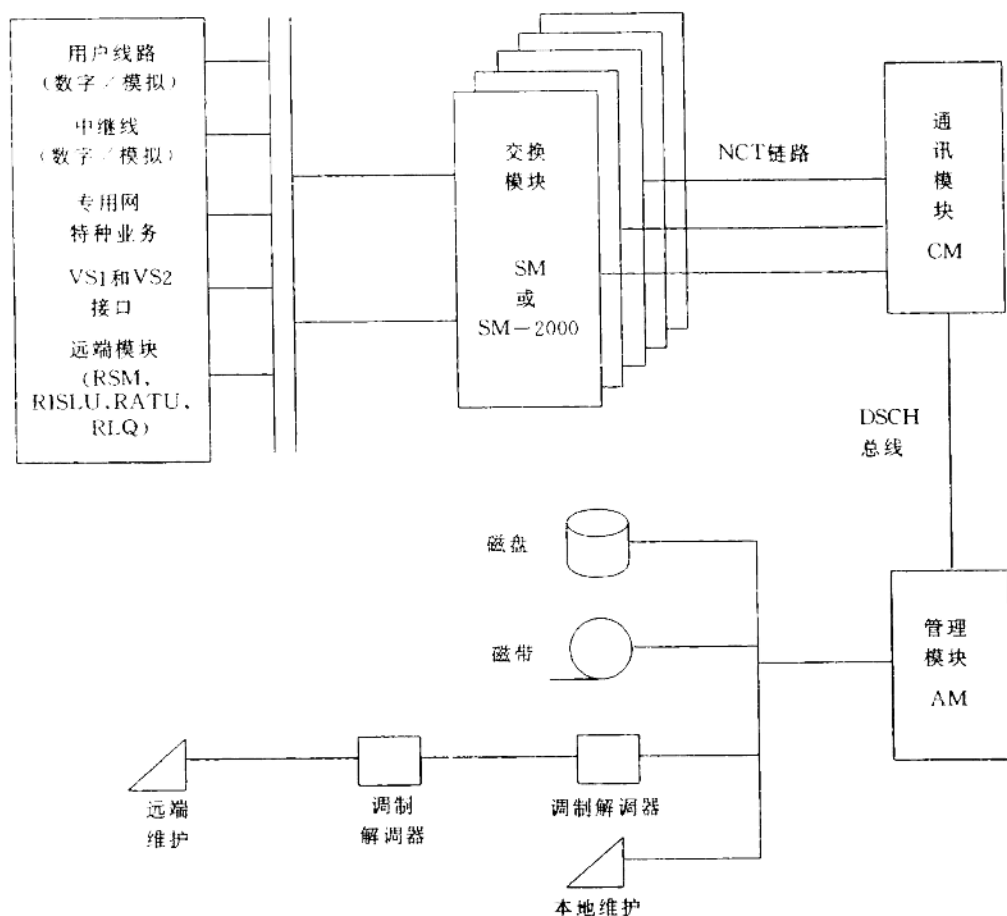 用户线路
(数字／模拟)
中继线
(数字／模拟)
专用网
特种业务
VS1和VS2
接口
远端模块
(RSM、
RISLU、RATU、
RLQ)
交换
模块
SM
或
SM－2000
NCT链路
通
讯
模
块
CM
DSCH
总线
管理
模块
AM
磁盘
磁带
远端
维护
调制
解调器
调制解调器
本地维护